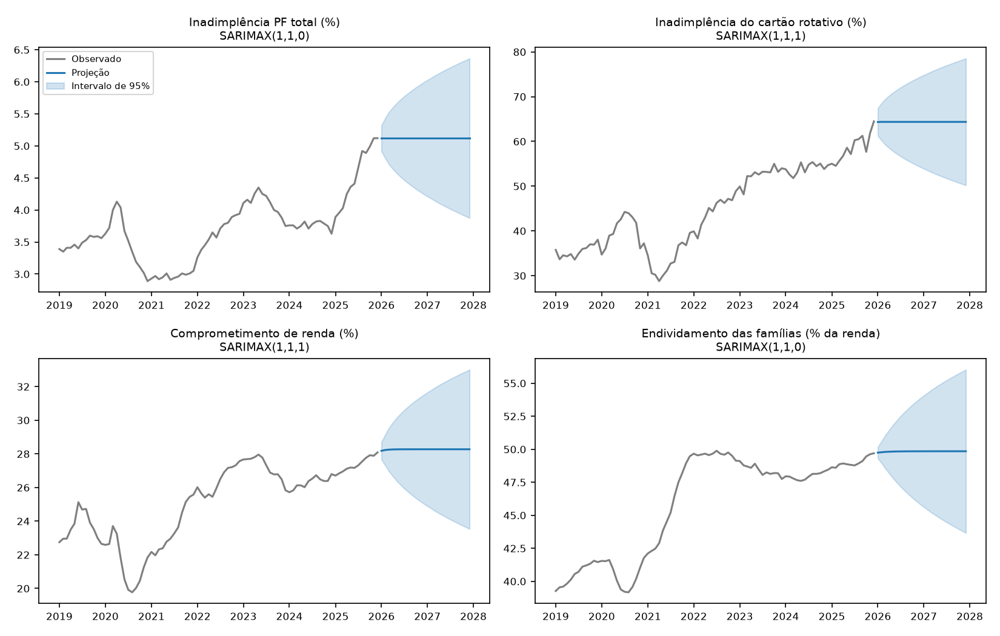 Inadimplência PF total (%)
SARIMAX(1,1,0)
6.5
6.0
5.5
5.0
4.5
4.0
3.5
3.0
Observado
Projeção
Intervalo de 95%
2019 2020 2021 2022 2023 2024 2025 2026 2027 2028
Inadimplência do cartão rotativo (%)
SARIMAX(1,1,1)
80
70
60
50
40
30
2019 2020 2021 2022 2023 2024 2025 2026 2027 2028
Comprometimento de renda (%)
SARIMAX(1,1,1)
32
30
28
26
24
22
20
2019 2020 2021 2022 2023 2024 2025 2026 2027 2028
Endividamento das famílias (% da renda)
SARIMAX(1,1,0)
55.0
52.5
50.0
47.5
45.0
42.5
40.0
2019 2020 2021 2022 2023 2024 2025 2026 2027 2028